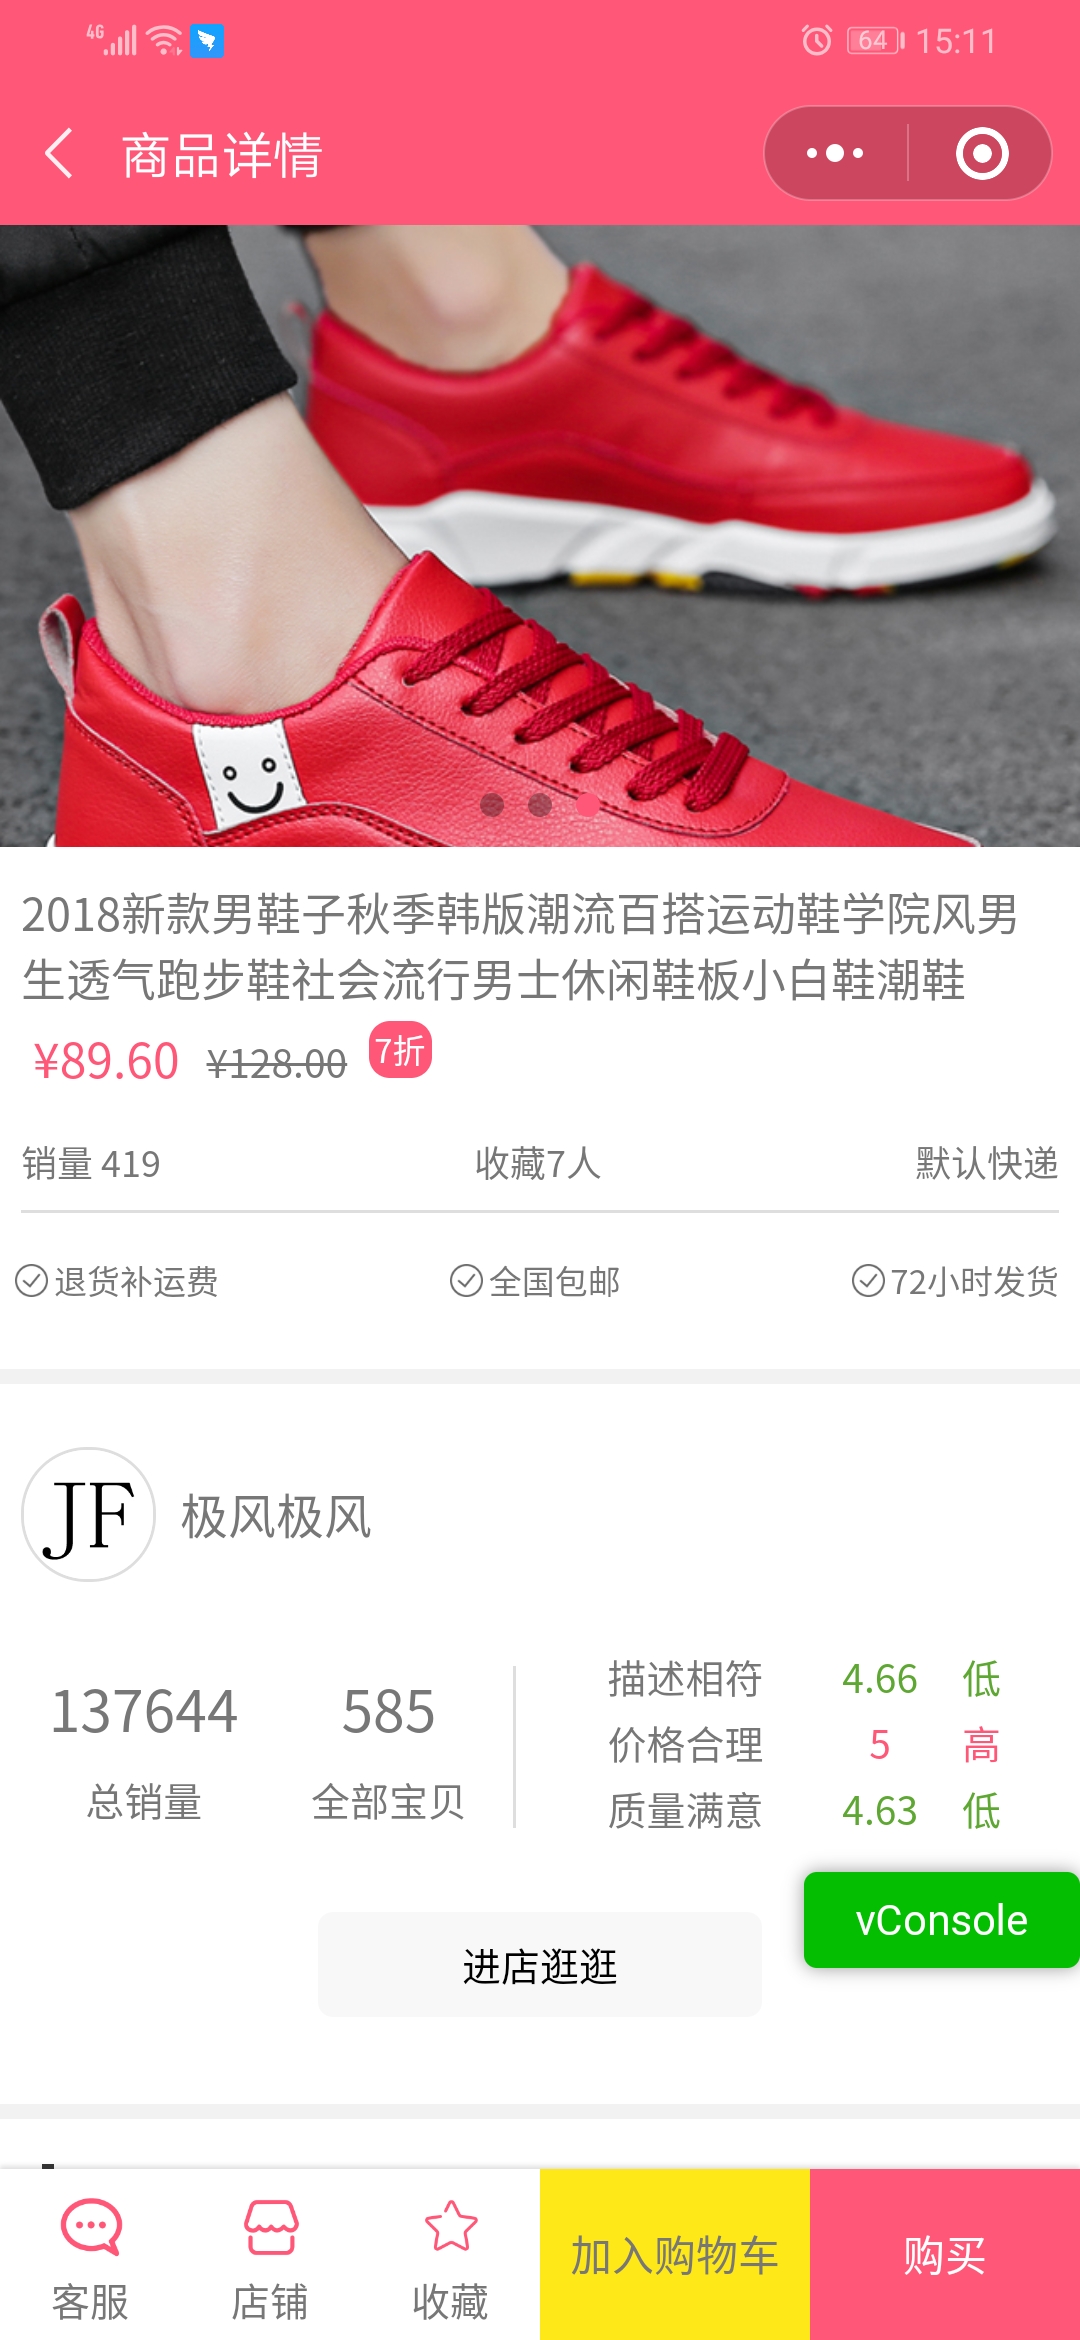 4G
64
15:11
商品详情
2018新款男鞋子秋季韩版潮流百搭运动鞋学院风男
生透气跑步鞋社会流行男士休闲鞋板小白鞋潮鞋
¥89.60 ¥128.00 7折
销量 419 收藏7人 默认快递
退货补运费 全国包邮 72小时发货
JF 极风极风
137644 585
总销量 全部宝贝
描述相符 4.66 低
价格合理 5 高
质量满意 4.63 低
vConsole
进店逛逛
客服 店铺 收藏 加入购物车 购买